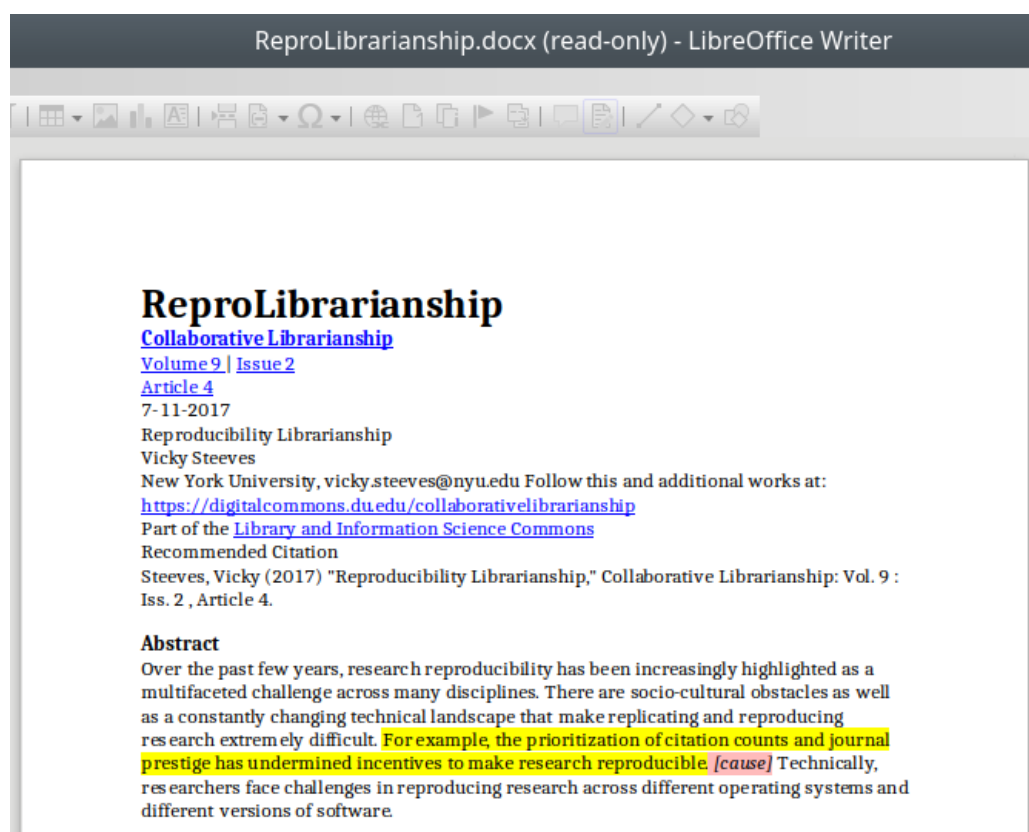 ReproLibrarianship.docx (read-only) - LibreOffice Writer
ReproLibrarianship
Collaborative Librarianship
Volume 9 | Issue 2
Article 4
7-11-2017
Reproducibility Librarianship
Vicky Steeves
New York University, vicky.steeves@nyu.edu Follow this and additional works at:
https://digitalcommons.du.edu/collaborativelibrarianship
Part of the Library and Information Science Commons
Recommended Citation
Steeves, Vicky (2017) "Reproducibility Librarianship," Collaborative Librarianship: Vol. 9 :
Iss. 2 , Article 4.
Abstract
Over the past few years, research reproducibility has been increasingly highlighted as a
multifaceted challenge across many disciplines. There are socio-cultural obstacles as well
as a constantly changing technical landscape that make replicating and reproducing
research extremely difficult. For example, the prioritization of citation counts and journal
prestige has undermined incentives to make research reproducible. [cause] Technically,
researchers face challenges in reproducing research across different operating systems and
different versions of software.